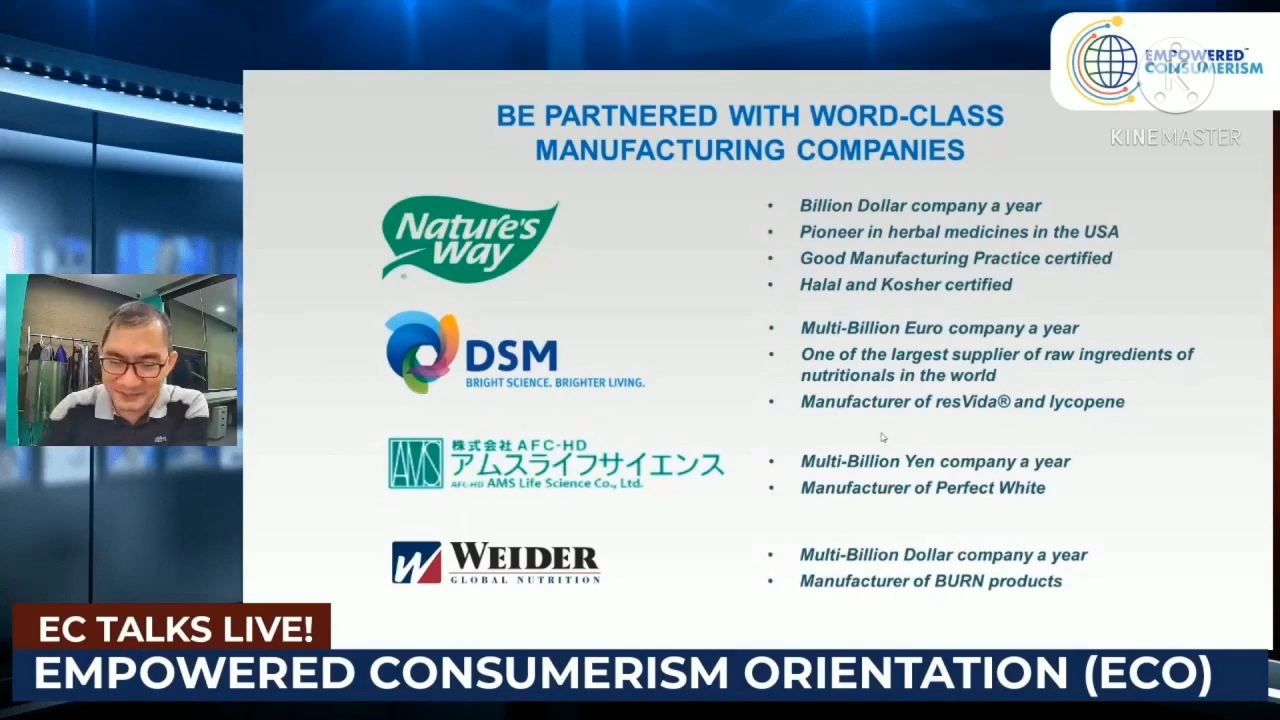 EMPOWERED™
CONSUMERISM
KINEMASTER
BE PARTNERED WITH WORD-CLASS
MANUFACTURING COMPANIES
Nature's
Way
• Billion Dollar company a year
• Pioneer in herbal medicines in the USA
• Good Manufacturing Practice certified
• Halal and Kosher certified
DSM
BRIGHT SCIENCE. BRIGHTER LIVING.
• Multi-Billion Euro company a year
• One of the largest supplier of raw ingredients of
nutritionals in the world
• Manufacturer of resVida® and lycopene
AMS
株式会社 AFC-HD
アムスライフサイエンス
AFC-HD AMS Life Science Co., Ltd.
• Multi-Billion Yen company a year
• Manufacturer of Perfect White
W WEIDER
GLOBAL NUTRITION
• Multi-Billion Dollar company a year
• Manufacturer of BURN products
EC TALKS LIVE!
EMPOWERED CONSUMERISM ORIENTATION (ECO)